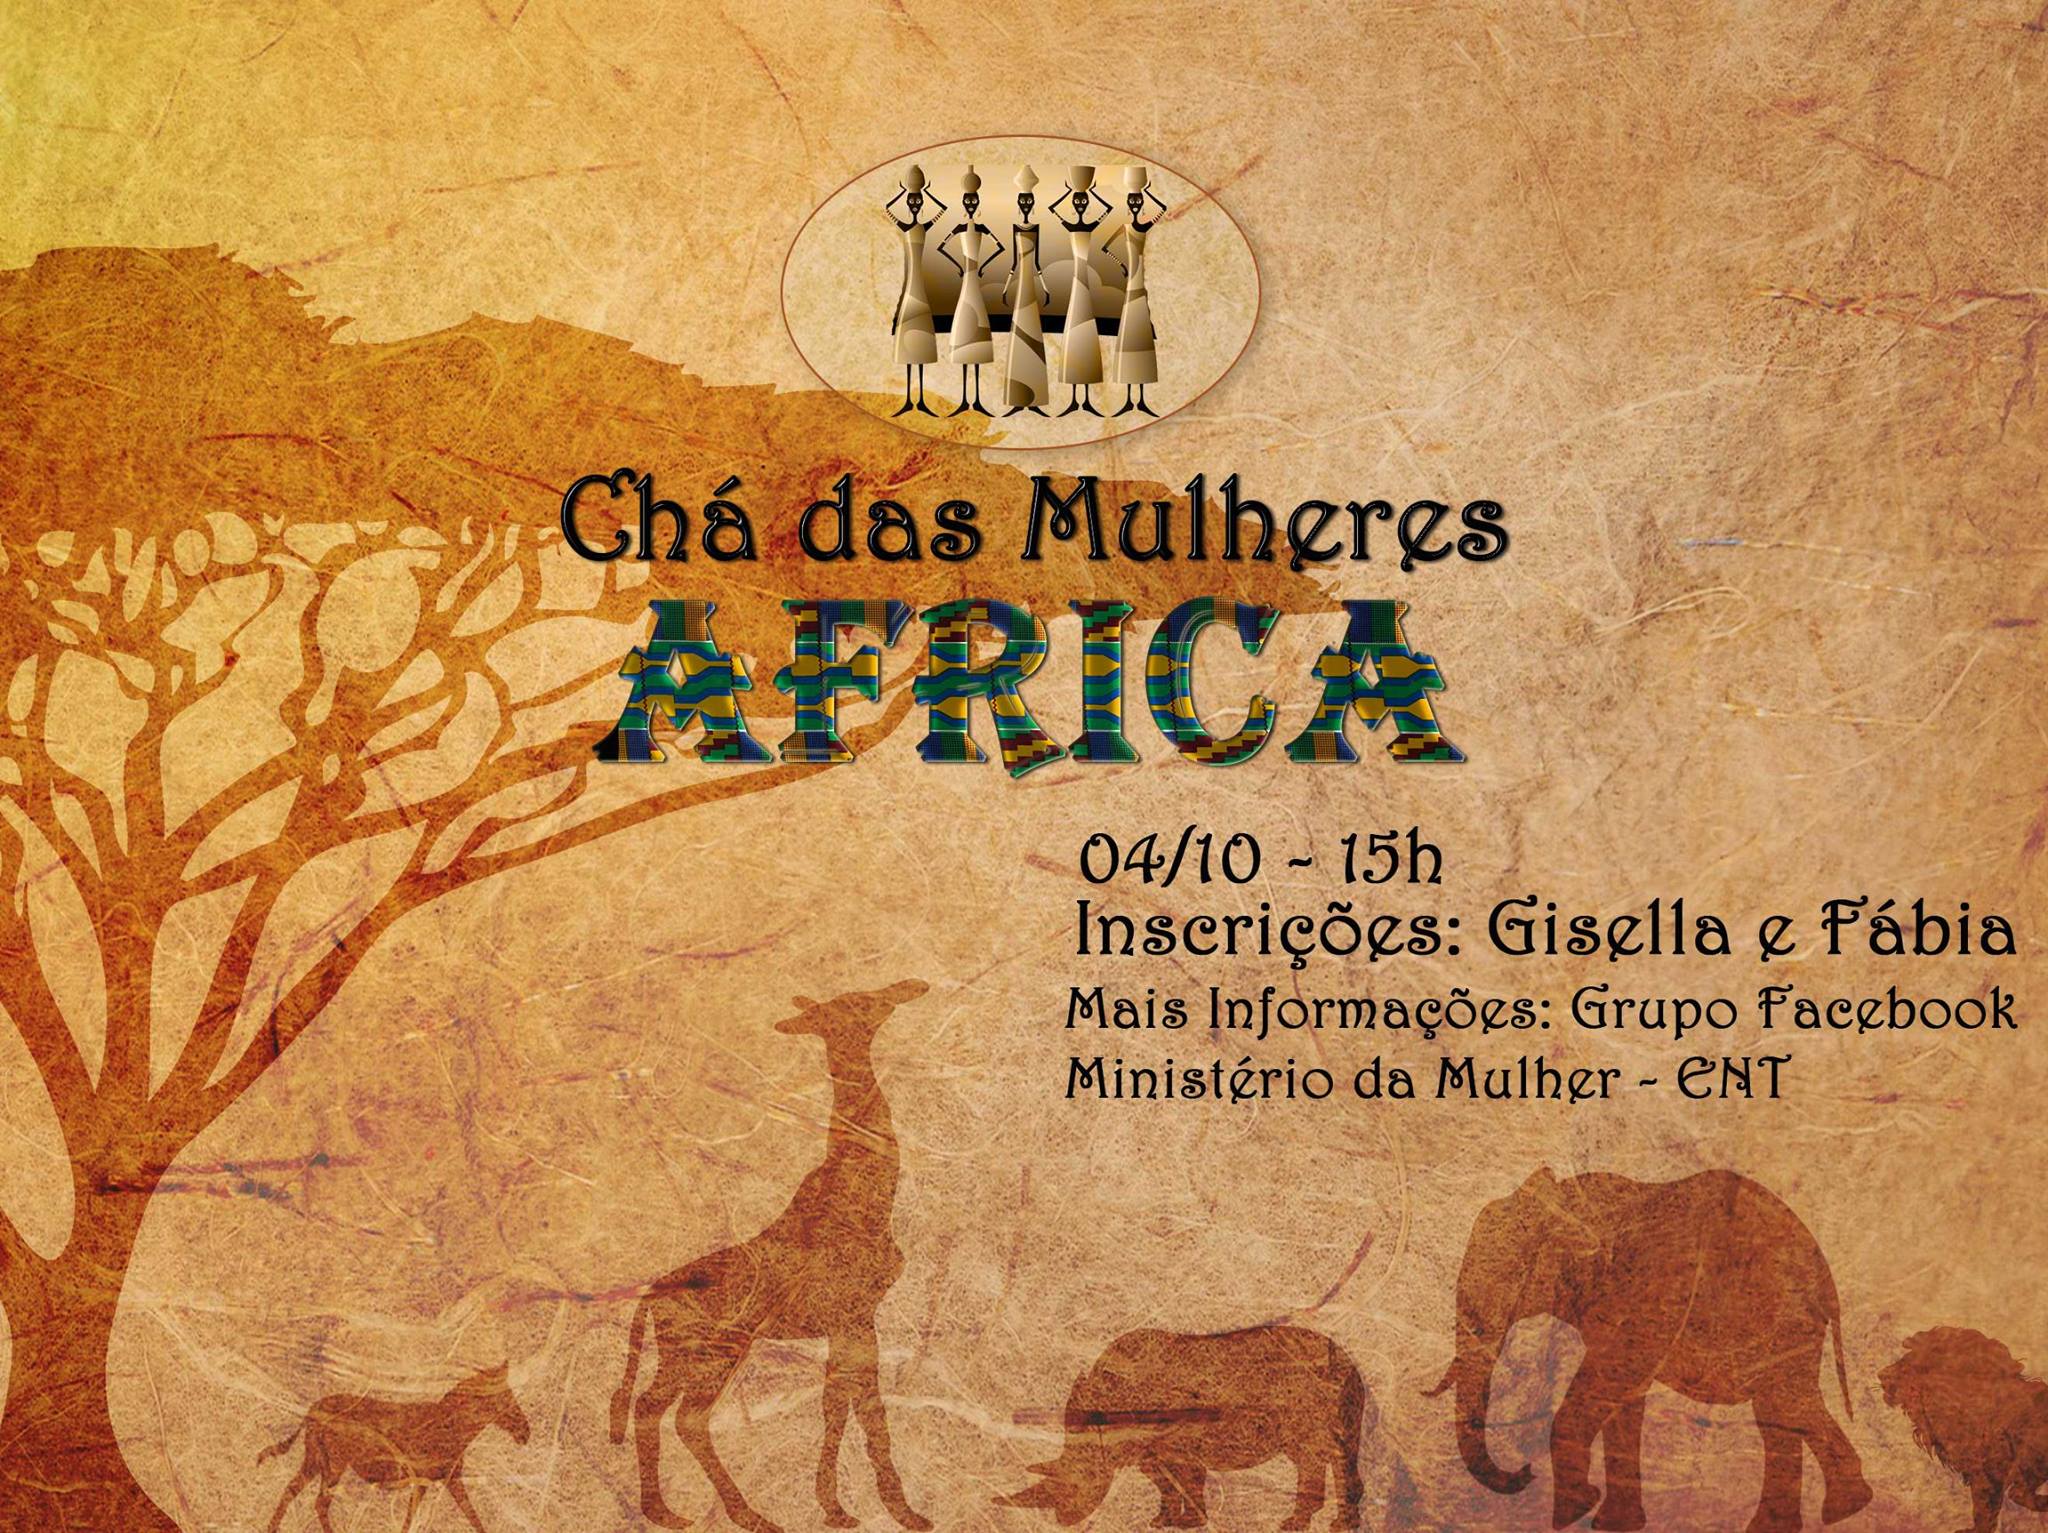 Chá das Mulheres
AFRICA
04/10 - 15h
Inscrições: Gisella e Fábia
Mais Informações: Grupo Facebook
Ministério da Mulher - ENT